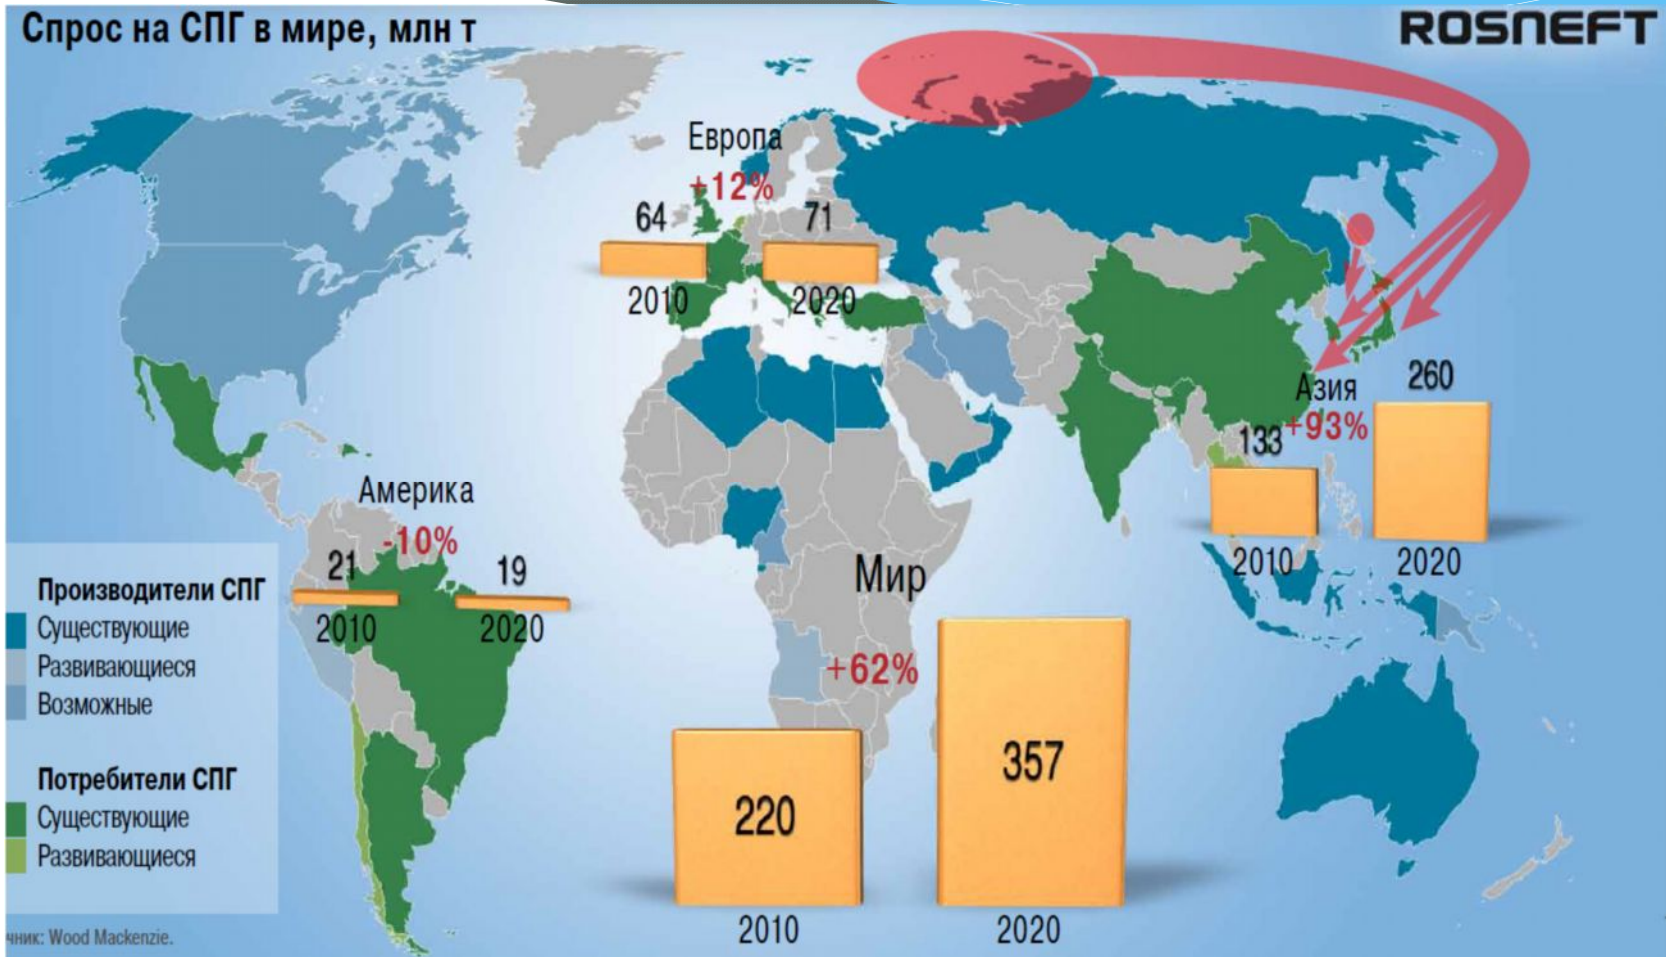 Спрос на СПГ в мире, млн т
ROSNEFT
Европа
+12%
64
71
2010
2020
Азия
+93%
133
260
2010
2020
Америка
-10%
21
19
2010
2020
Мир
+62%
220
357
2010
2020
Производители СПГ
Существующие
Развивающиеся
Возможные
Потребители СПГ
Существующие
Развивающиеся
чник: Wood Mackenzie.